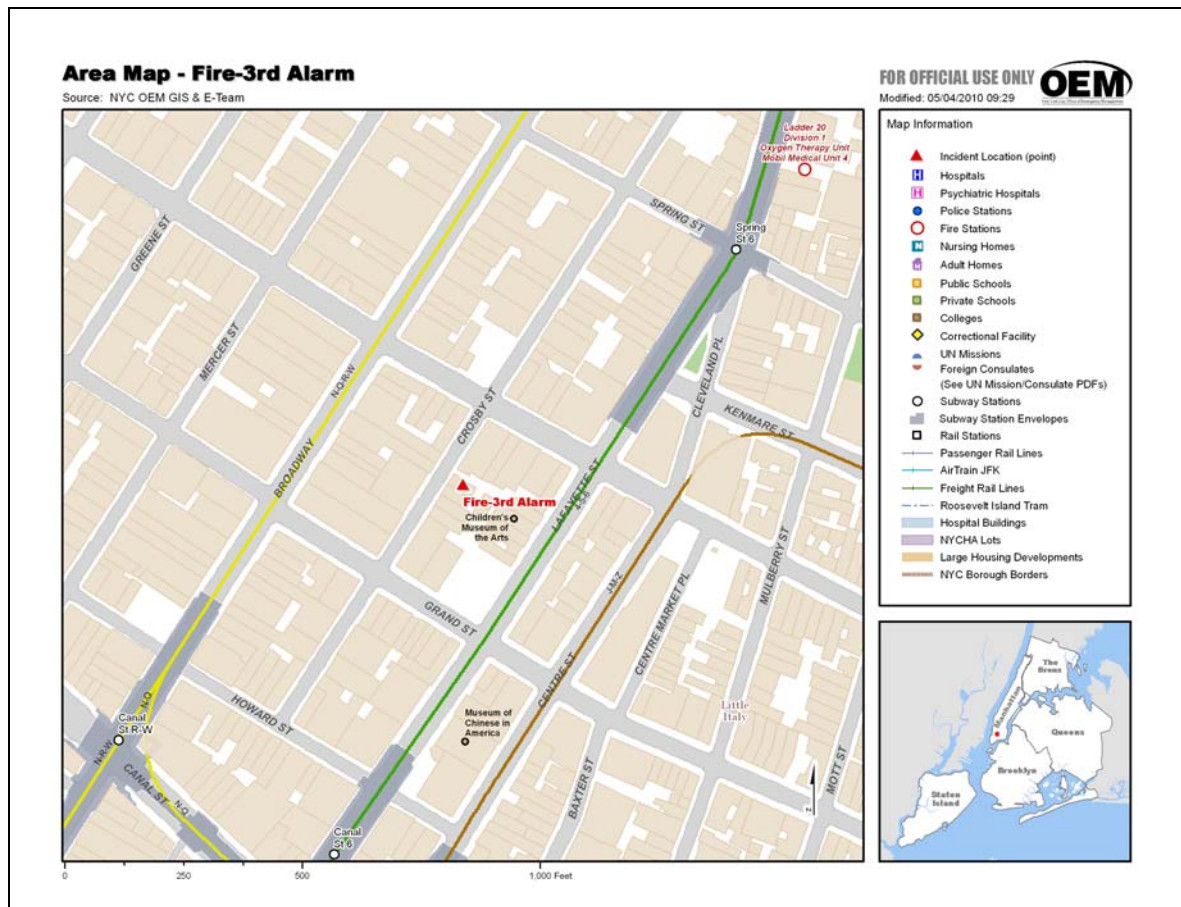 Area Map - Fire-3rd Alarm
Source: NYC OEM GIS & E-Team
FOR OFFICIAL USE ONLY
OEM
Modified: 05/04/2010 09:29
Ladder 20
Division 1
Oxygen Therapy Unit
Mobil Medical Unit 4
SPRING ST
Spring
St 6
GREENE ST
MERCER ST
N-Q-R-W
CROSBY ST
CLEVELAND PL
KENMARE ST
BROADWAY
LAFAYETTE ST
4-5-6
Fire-3rd Alarm
Children's
Museum of
the Arts
MULBERRY ST
J-M-Z
CENTRE MARKET PL
GRAND ST
CENTRE ST
HOWARD ST
Little
Italy
Museum of
Chinese in
America
N-Q
Canal
St R-W
N-R-W
CANAL ST
N-Q
BAXTER ST
MOTT ST
N
Canal
St 6
0
250
500
1,000 Feet
Map Information
Incident Location (point)
H Hospitals
H Psychiatric Hospitals
Police Stations
Fire Stations
N Nursing Homes
Adult Homes
Public Schools
Private Schools
Colleges
Correctional Facility
UN Missions
Foreign Consulates
(See UN Mission/Consulate PDFs)
Subway Stations
Subway Station Envelopes
Rail Stations
Passenger Rail Lines
AirTrain JFK
Freight Rail Lines
Roosevelt Island Tram
Hospital Buildings
NYCHA Lots
Large Housing Developments
NYC Borough Borders
The
Bronx
Manhattan
Queens
Brooklyn
Staten
Island